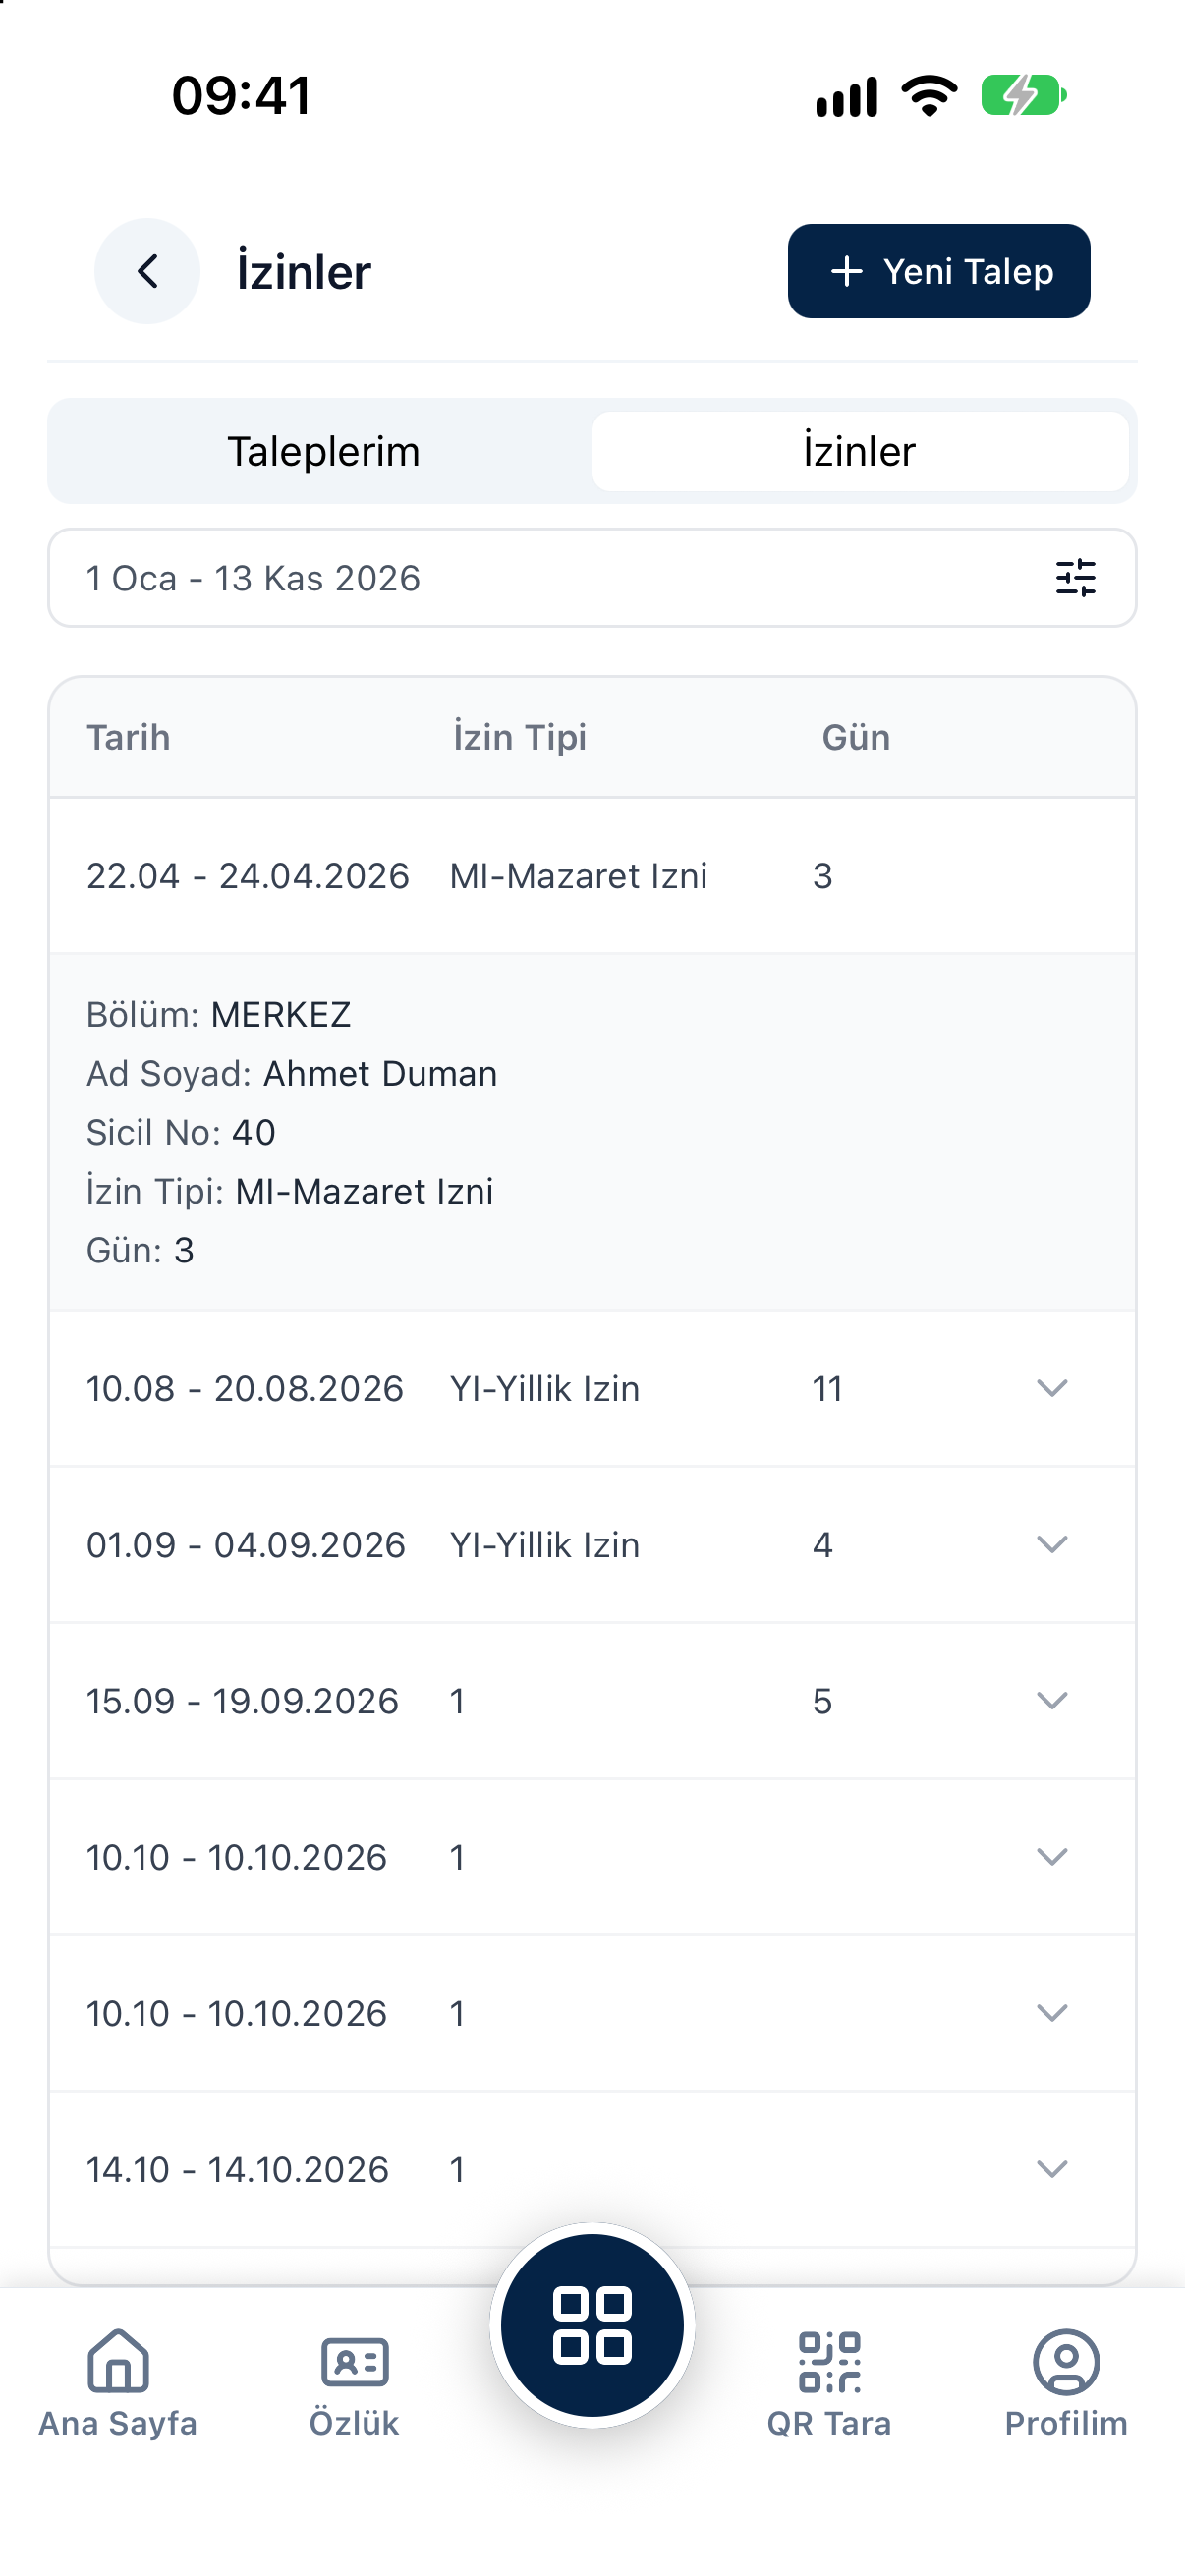 09:41
İzinler
+ Yeni Talep
Taleplerim
İzinler
1 Oca - 13 Kas 2026
Tarih İzin Tipi Gün
22.04 - 24.04.2026 MI-Mazaret Izni 3
Bölüm: MERKEZ
Ad Soyad: Ahmet Duman
Sicil No: 40
İzin Tipi: MI-Mazaret Izni
Gün: 3
10.08 - 20.08.2026 YI-Yillik Izin 11
01.09 - 04.09.2026 YI-Yillik Izin 4
15.09 - 19.09.2026 1 5
10.10 - 10.10.2026 1
10.10 - 10.10.2026 1
14.10 - 14.10.2026 1
Ana Sayfa Özlük QR Tara Profilim